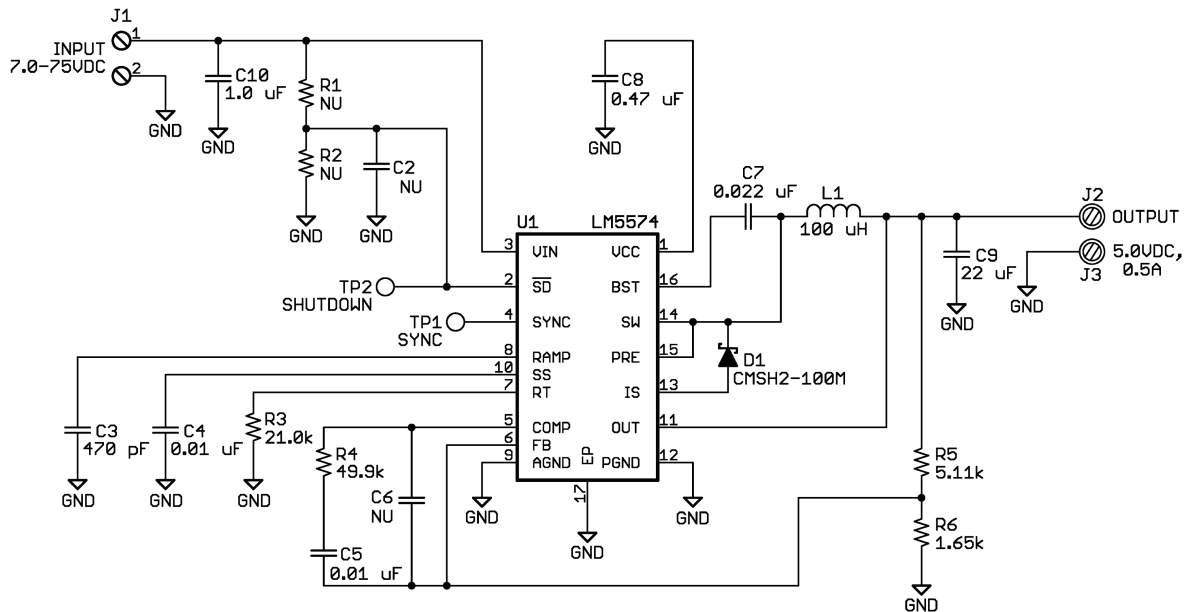 J1
1
INPUT
7.0-75VDC
2
GND
C10
1.0 uF
GND
R1
NU
R2
NU
GND
C2
NU
GND
C8
0.47 uF
GND
C7
0.022 uF
L1
100 uH
J2
OUTPUT
5.0VDC,
0.5A
J3
GND
C9
22 uF
GND
U1
LM5574
3
VIN
VCC
1
2
SD
BST
16
4
SYNC
SW
14
8
RAMP
PRE
15
10
SS
7
RT
IS
13
5
COMP
OUT
11
6
FB
9
AGND
EP
PGND
12
17
TP2
SHUTDOWN
TP1
SYNC
D1
CMSH2-100M
C3
470 pF
GND
C4
0.01 uF
GND
R3
21.0k
GND
R4
49.9k
C6
NU
C5
0.01 uF
GND
GND
GND
R5
5.11k
R6
1.65k
GND